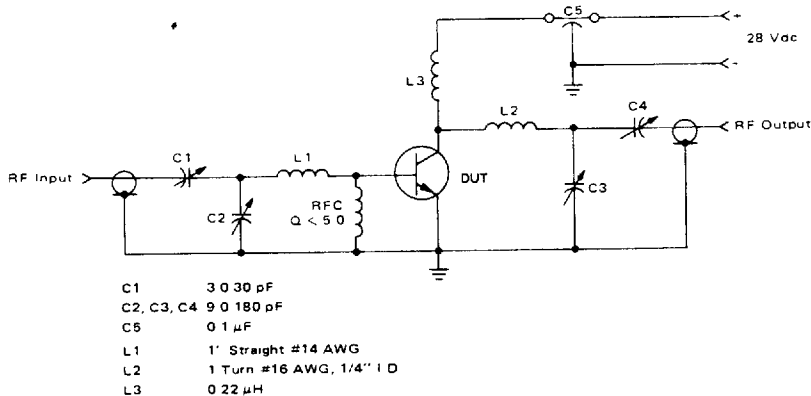 C5
+
28 Vdc
-
L3
L2
C4
RF Output
C1
L1
RF Input
DUT
C2
RFC
Q < 5 0
C3
C1 3 0 30 pF
C2, C3, C4 9 0 180 pF
C5 0 1 μF
L1 1' Straight #14 AWG
L2 1 Turn #16 AWG, 1/4" I D
L3 0 22 μH